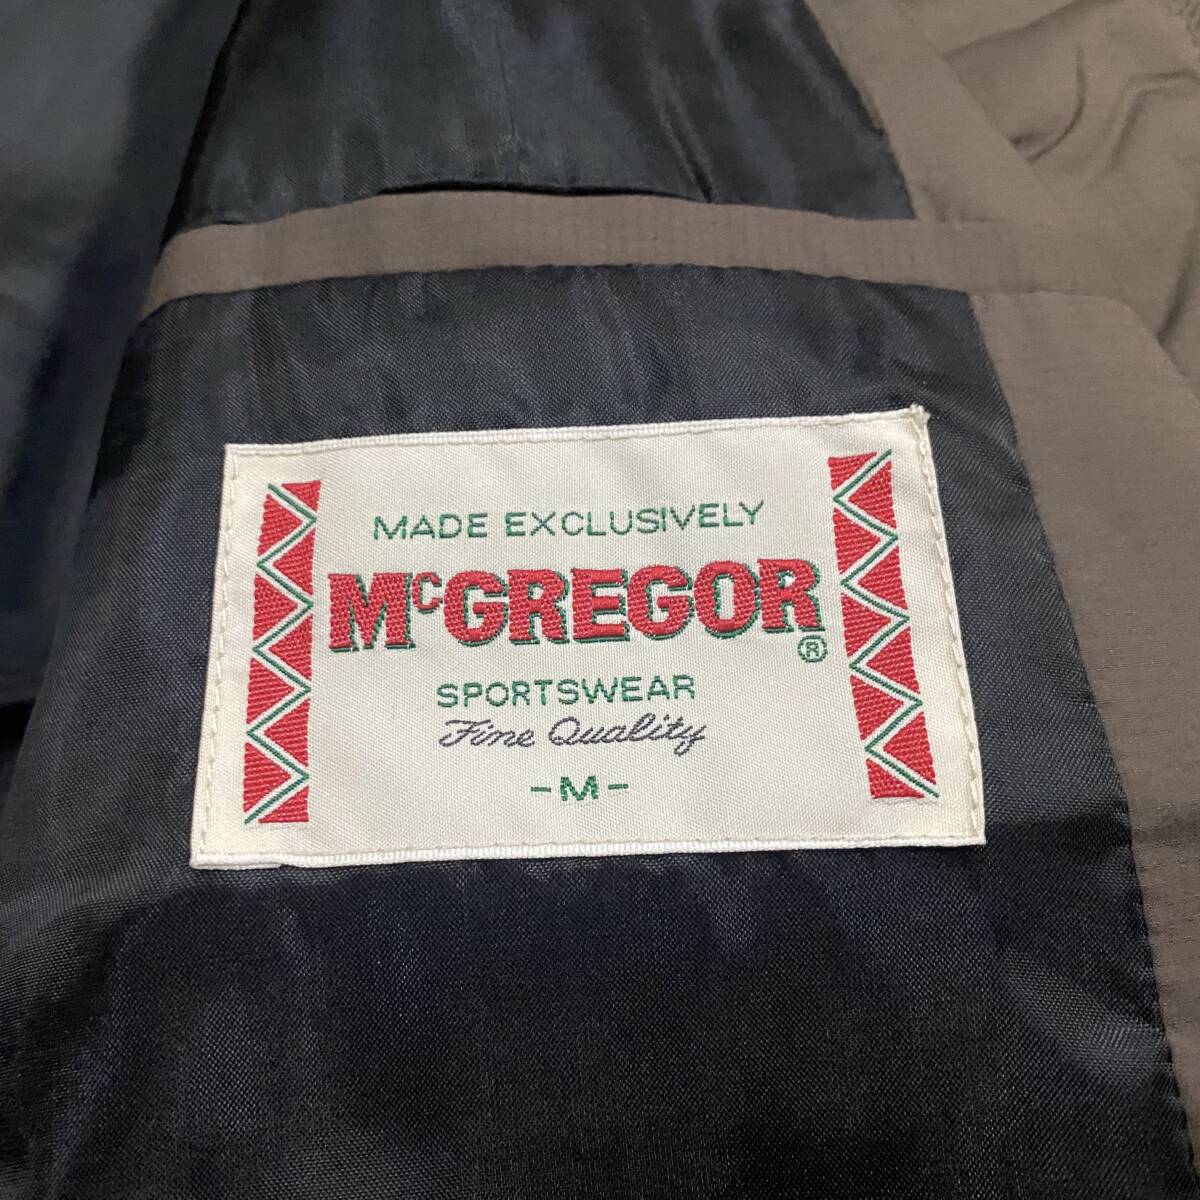 MADE EXCLUSIVELY
McGREGOR®
SPORTSWEAR
Fine Quality
-M-